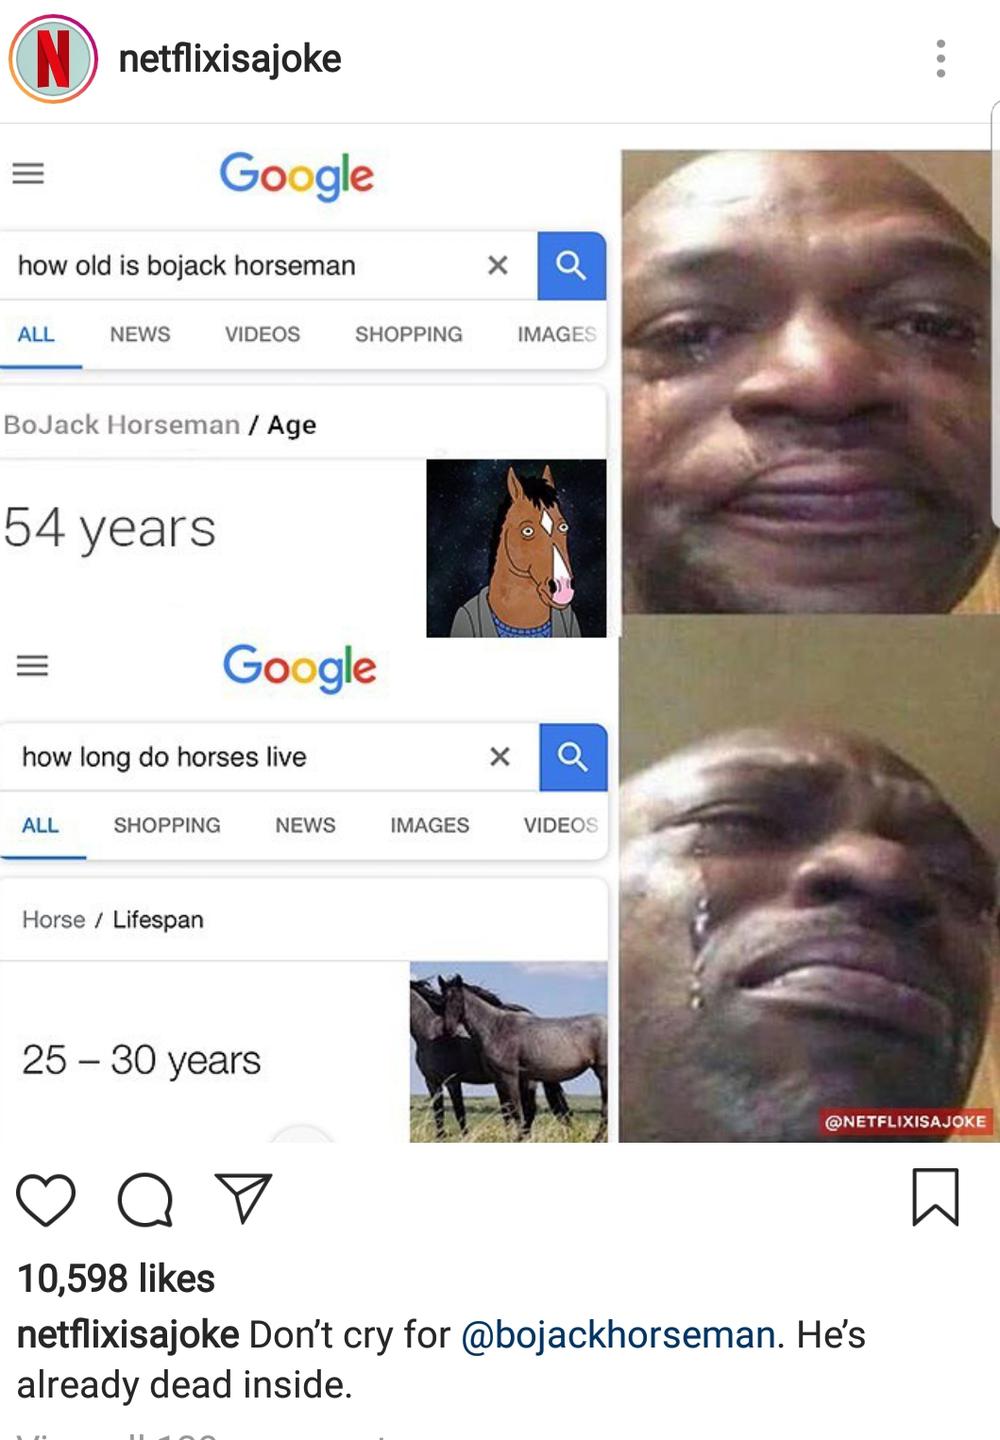 netflixisajoke
Google
how old is bojack horseman
ALL NEWS VIDEOS SHOPPING IMAGES
BoJack Horseman / Age
54 years
Google
how long do horses live
ALL SHOPPING NEWS IMAGES VIDEOS
Horse / Lifespan
25 – 30 years
@NETFLIXISAJOKE
10,598 likes
netflixisajoke Don't cry for @bojackhorseman. He's
already dead inside.